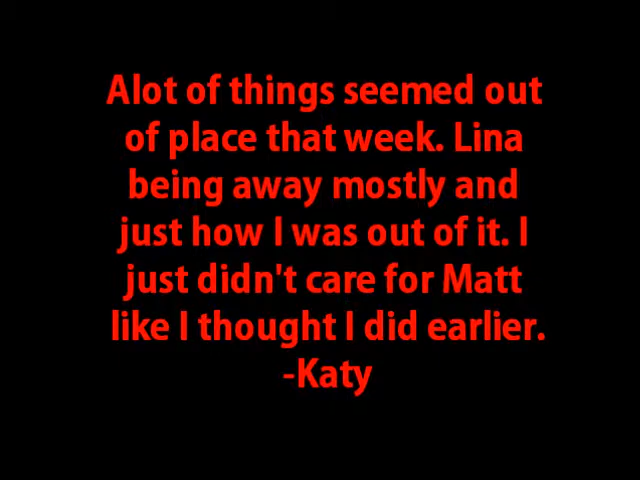 Alot of things seemed out
of place that week. Lina
being away mostly and
just how I was out of it. I
just didn't care for Matt
like I thought I did earlier.
-Katy